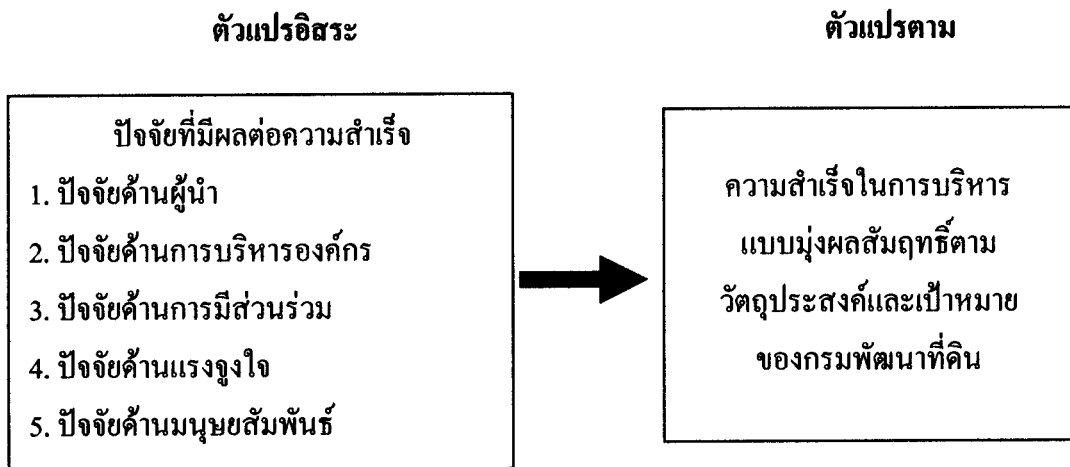 ตัวแปรอิสระ
ตัวแปรตาม
ปัจจัยที่มีผลต่อความสำเร็จ
1. ปัจจัยด้านผู้นำ
2. ปัจจัยด้านการบริหารองค์กร
3. ปัจจัยด้านการมีส่วนร่วม
4. ปัจจัยด้านแรงจูงใจ
5. ปัจจัยด้านมนุษยสัมพันธ์
ความสำเร็จในการบริหาร
แบบมุ่งผลสัมฤทธิ์ตาม
วัตถุประสงค์และเป้าหมาย
ของกรมพัฒนาที่ดิน